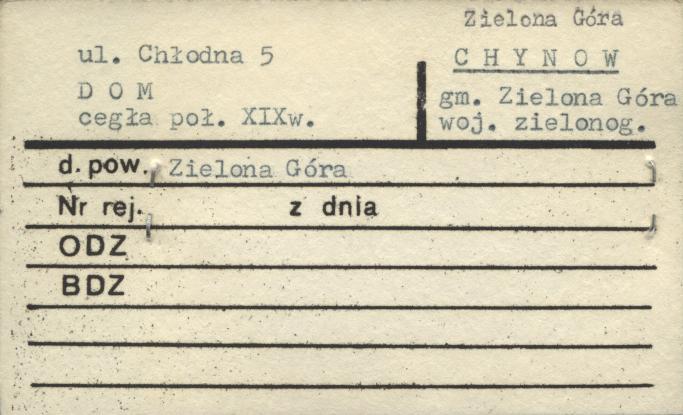 Zielona Góra
ul. Chłodna 5
CHYNOW
DOM
gm. Zielona Góra
cegła poł. XIXw.
woj. zielonog.
d. pow. Zielona Góra
Nr rej. z dnia
ODZ
BDZ